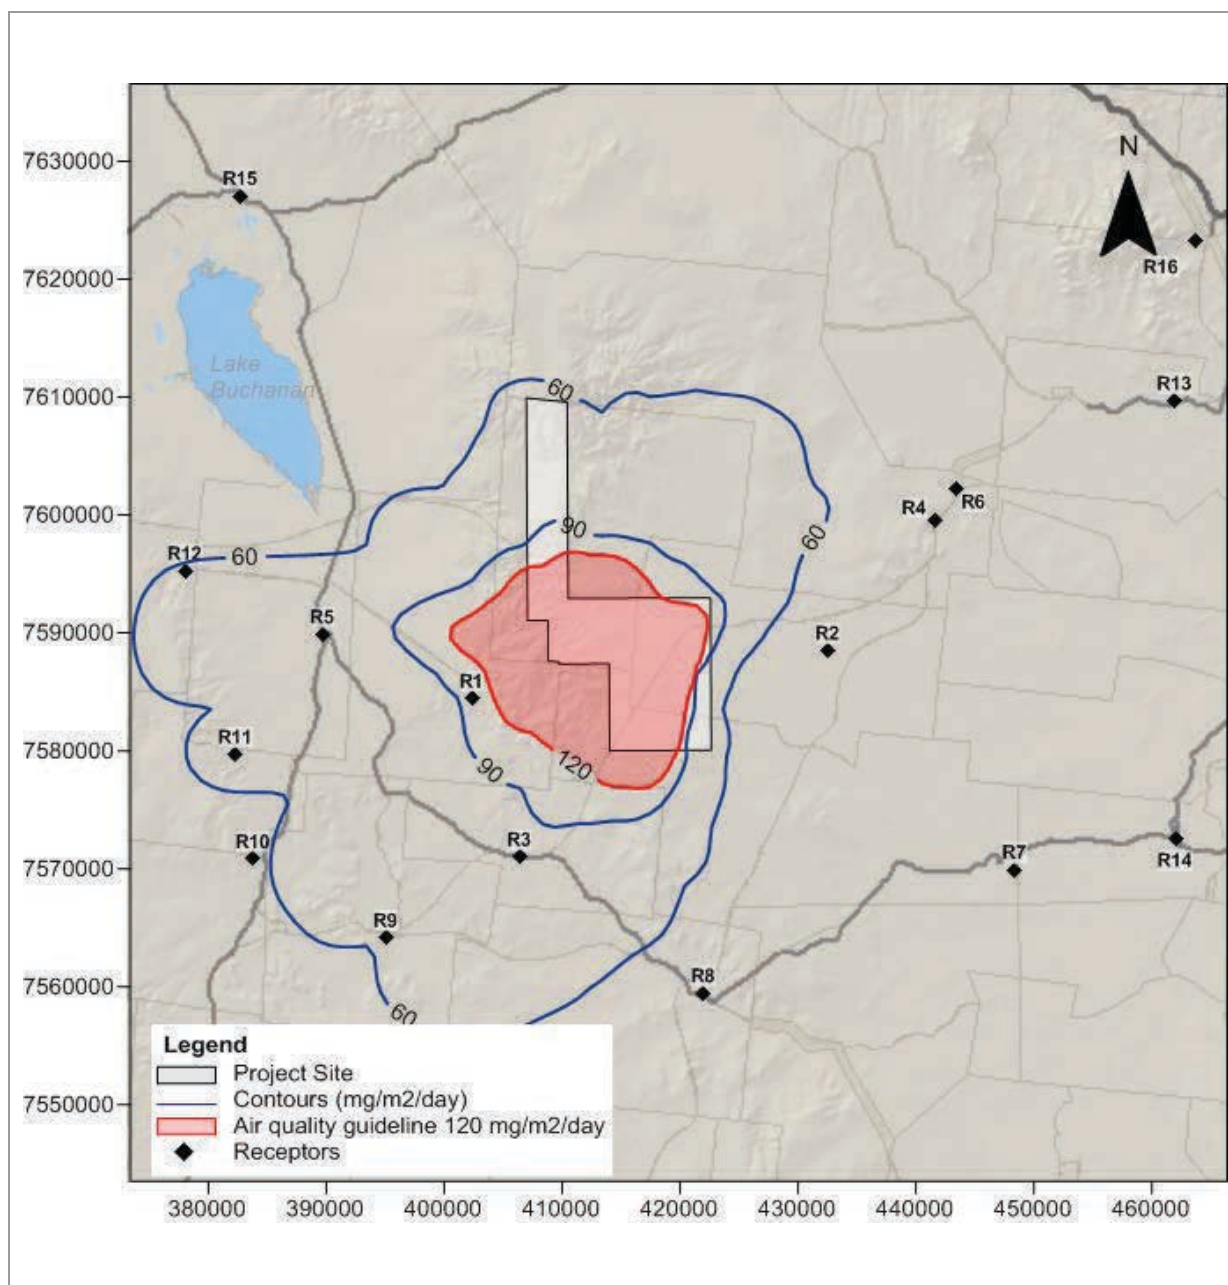 N
7630000
R15
R16
7620000
Lake
Buchanan
7610000
60
R13
R6
R4
7600000
90
60
R12
60
R5
R2
7590000
R1
R11
7580000
120
90
R10
R3
R7
R14
7570000
R9
R8
7560000
60
Legend
Project Site
Contours (mg/m2/day)
Air quality guideline 120 mg/m2/day
Receptors
7550000
380000 390000 400000 410000 420000 430000 440000 450000 460000